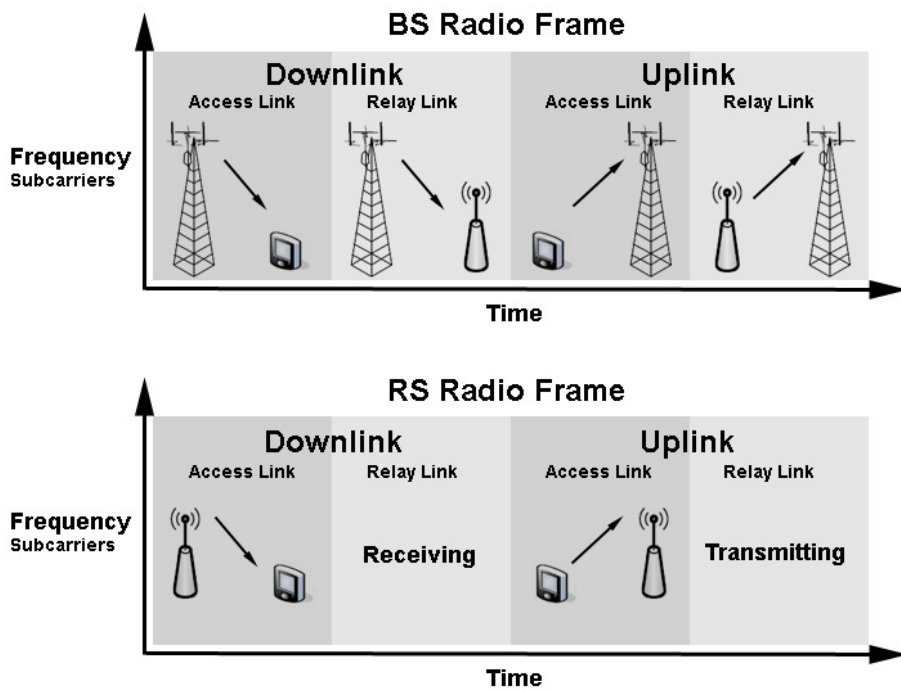 BS Radio Frame
Downlink Uplink
Access Link Relay Link Access Link Relay Link
Frequency
Subcarriers
Time
RS Radio Frame
Downlink Uplink
Access Link Relay Link Access Link Relay Link
Frequency
Subcarriers
Receiving Transmitting
Time